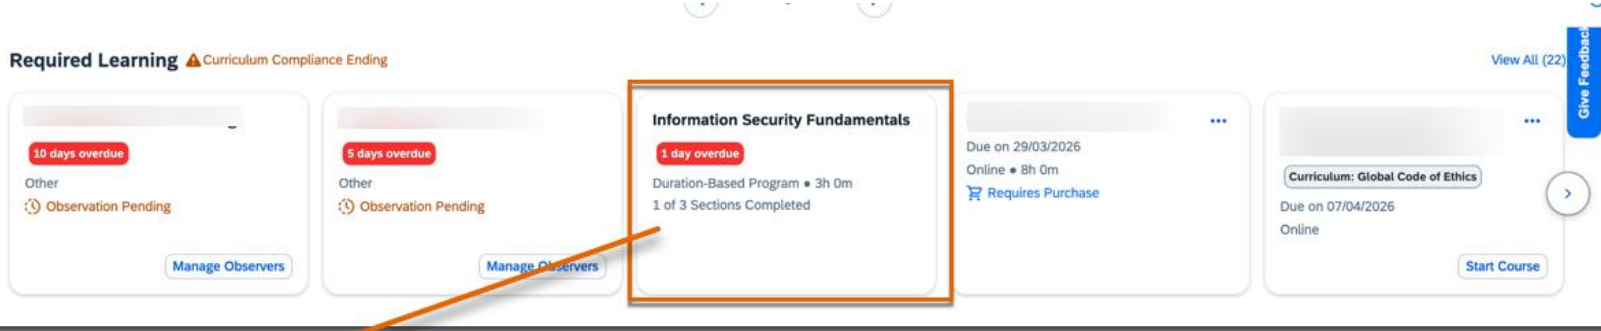 Required Learning Curriculum Compliance Ending
View All (22)
Give Feedback
10 days overdue
Other
Observation Pending
Manage Observers
5 days overdue
Other
Observation Pending
Manage Observers
Information Security Fundamentals
1 day overdue
Duration-Based Program • 3h 0m
1 of 3 Sections Completed
Due on 29/03/2026
Online • 8h 0m
Requires Purchase
Curriculum: Global Code of Ethics
Due on 07/04/2026
Online
Start Course